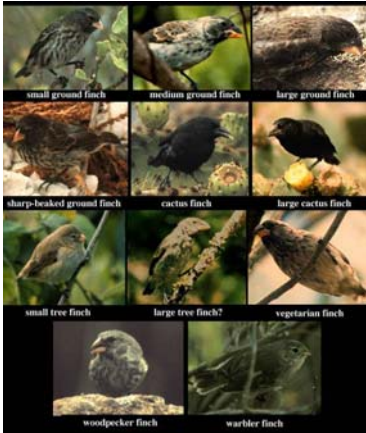 small ground finch
medium ground finch
large ground finch
sharp-beaked ground finch
cactus finch
large cactus finch
small tree finch
large tree finch?
vegetarian finch
woodpecker finch
warbler finch